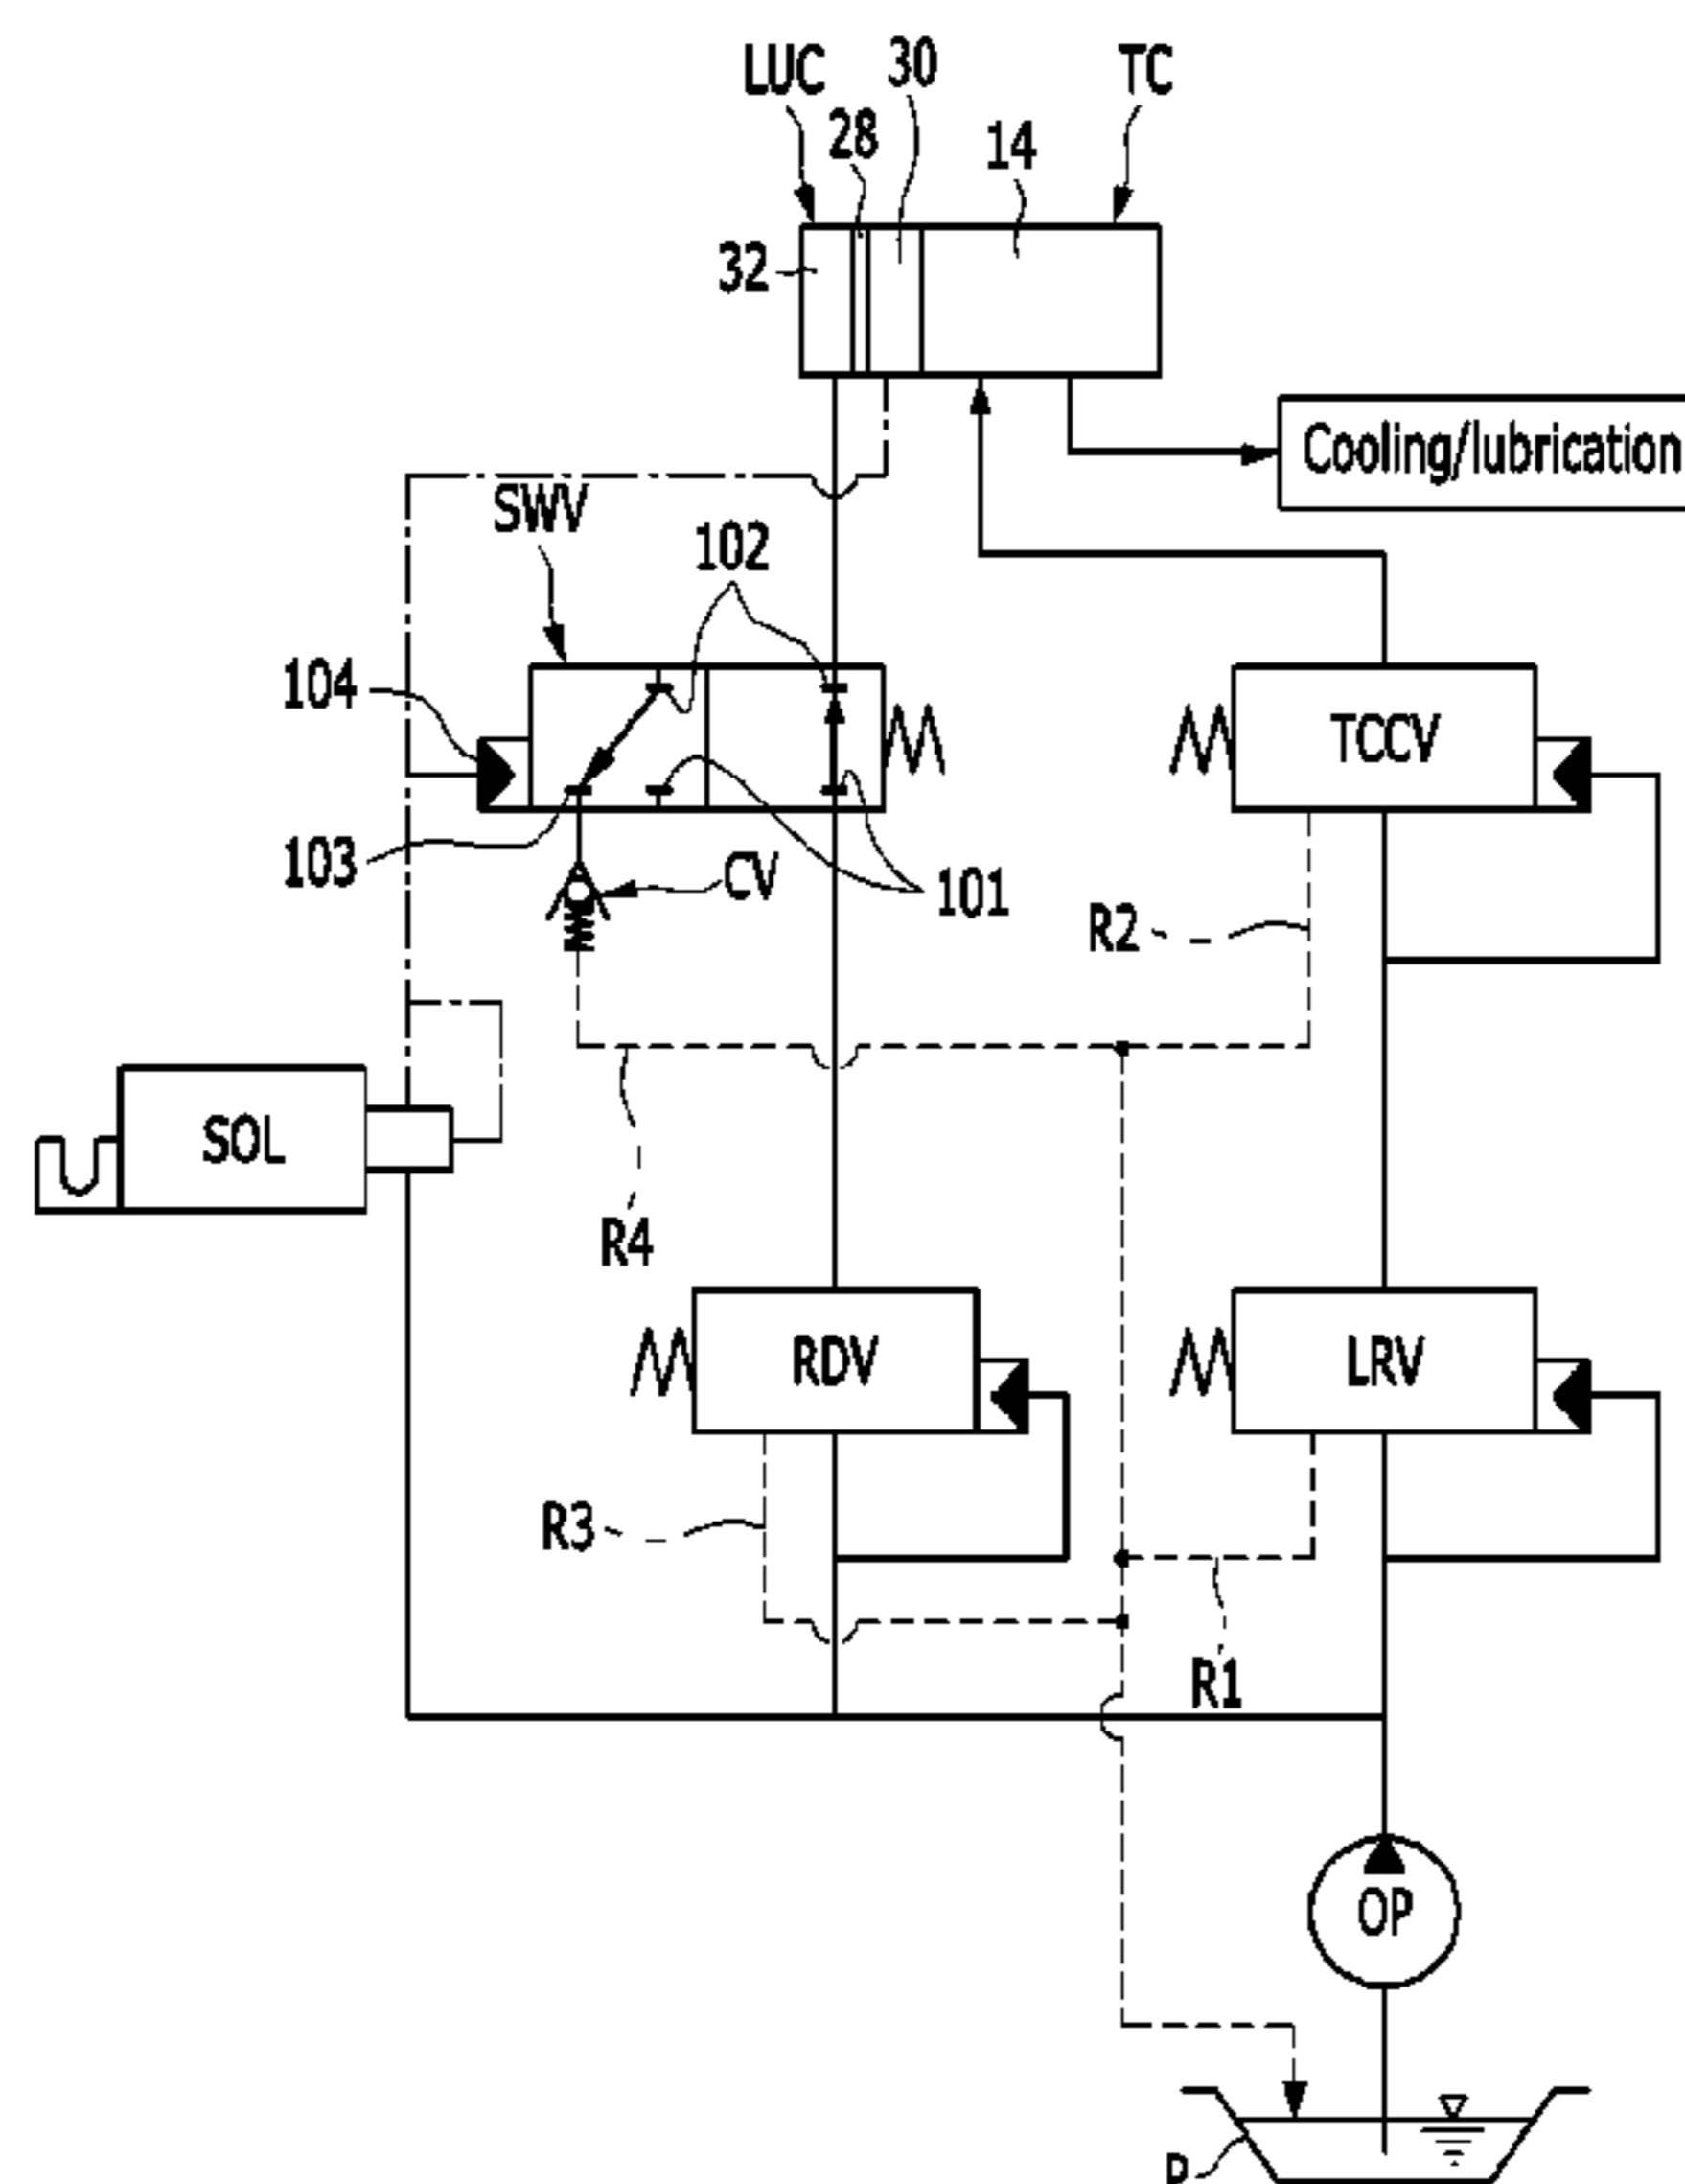 LUC 30 TC
28 14
32
Cooling/lubrication
SWV 102
104 TCCV
103 CV 101 R2
SOL
R4
RDV LRV
R3
R1
OP